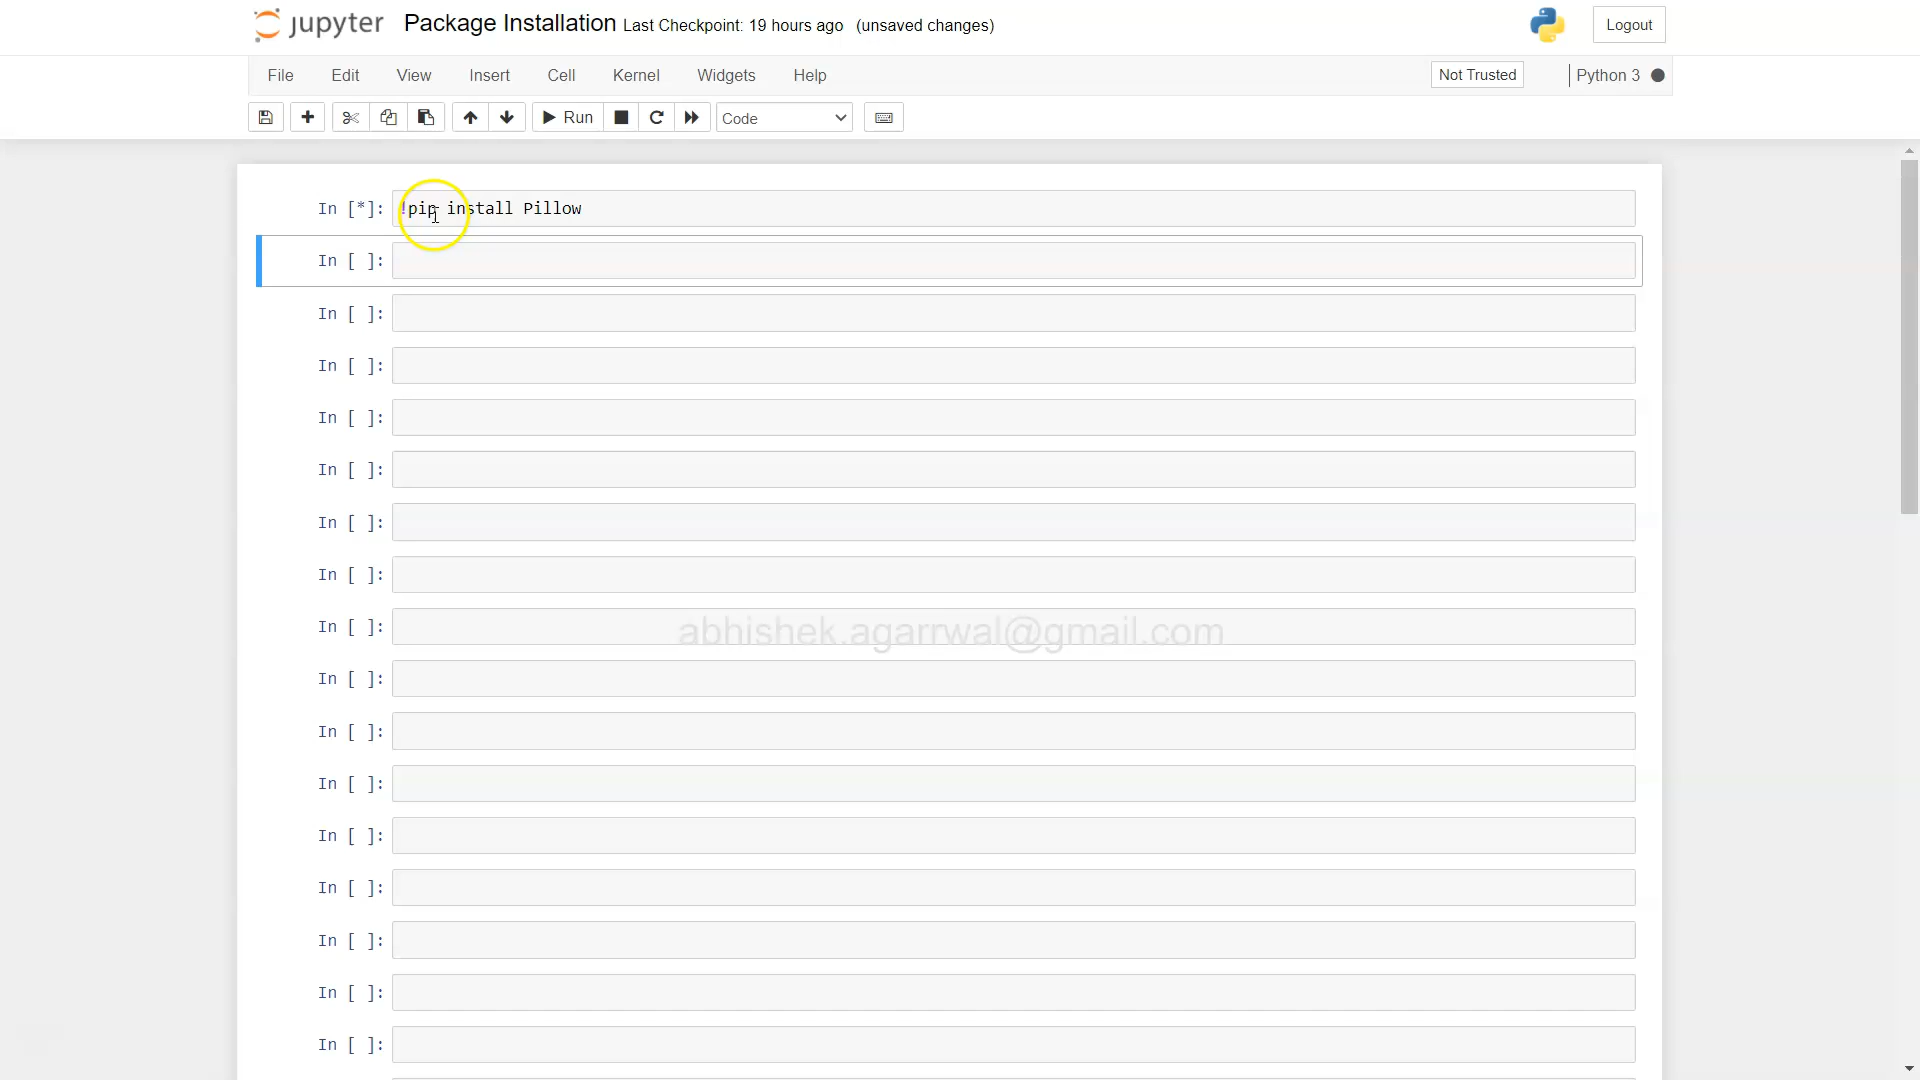 jupyter Package Installation Last Checkpoint: 19 hours ago (unsaved changes) Logout
File Edit View Insert Cell Kernel Widgets Help Not Trusted Python 3
Run Code
In [*]: !pip install Pillow
In [ ]:
In [ ]:
In [ ]:
In [ ]:
In [ ]:
In [ ]:
In [ ]:
In [ ]:
abhishek.agarrwal@gmail.com
In [ ]:
In [ ]:
In [ ]:
In [ ]:
In [ ]:
In [ ]:
In [ ]:
In [ ]: